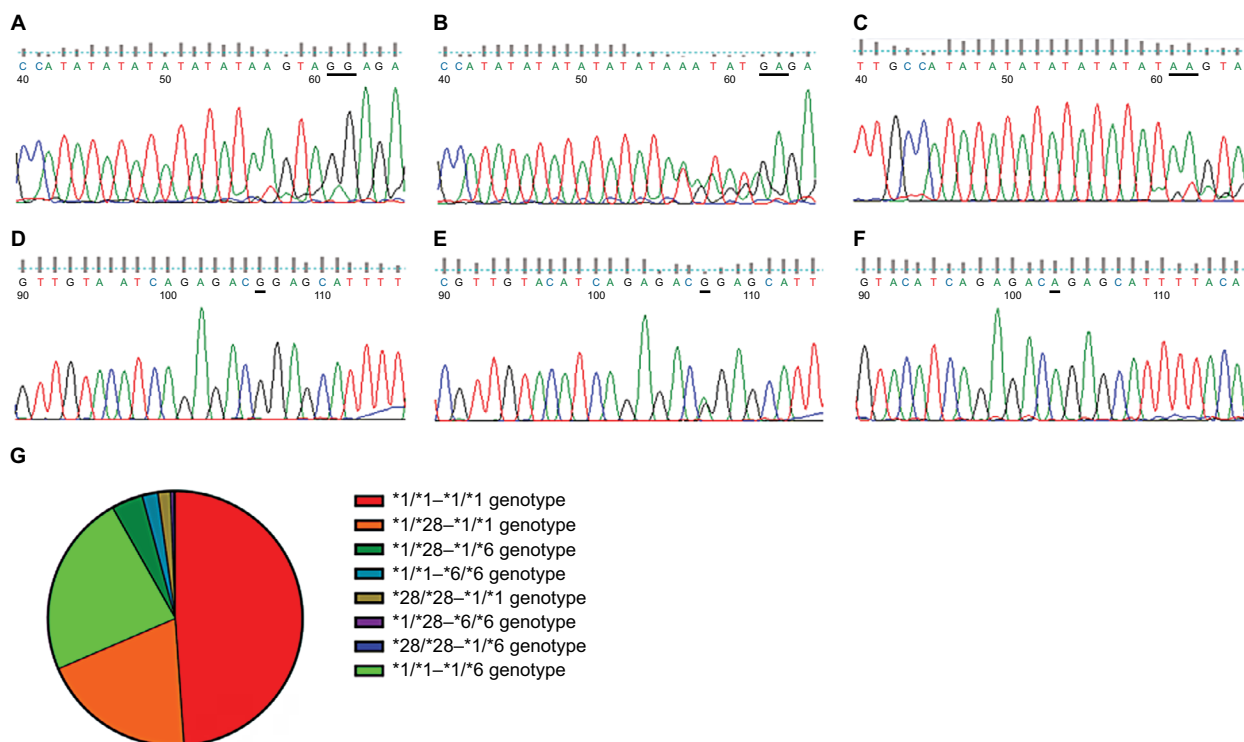 A
C CA T A T A T A T A T A T A T A A G T A G G A G A
40 50 60
B
C C A T A T A T A T A T A T A T A A A T A T G A G A
40 50 60
C
T T G C C A T A T A T A T A T A T A T A T A A G T A
40 50 60
D
G T T G T A A T C A G A G A C G G A G C A T T T T
90 100 110
E
C G T T G T A C A T C A G A G A C G G A G C A T T
90 100 110
F
G T A C A T C A G A G A C A G A G C A T T T T A C A
90 100 110
G
*1/*1–*1/*1 genotype
*1/*28–*1/*1 genotype
*1/*28–*1/*6 genotype
*1/*1–*6/*6 genotype
*28/*28–*1/*1 genotype
*1/*28–*6/*6 genotype
*28/*28–*1/*6 genotype
*1/*1–*1/*6 genotype